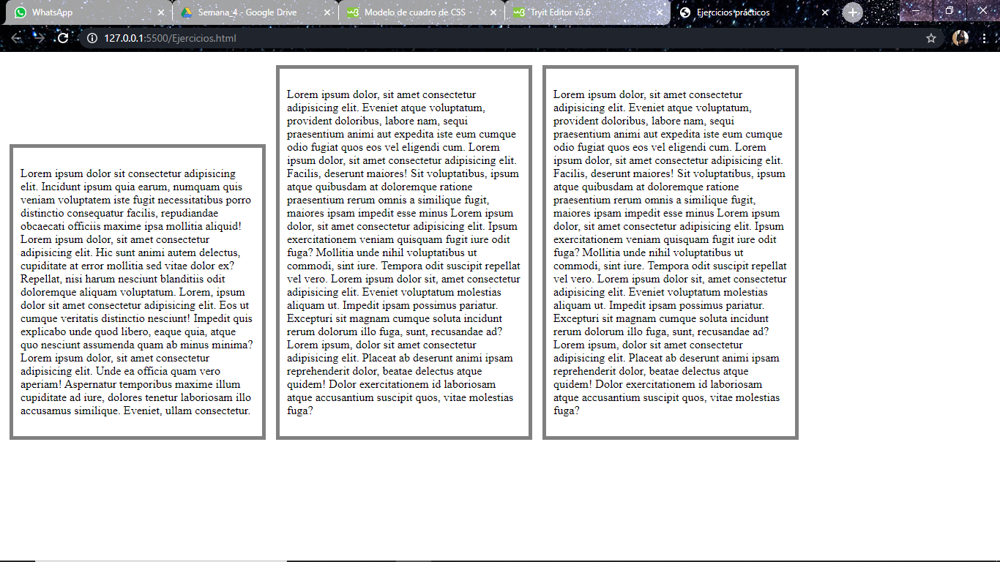 WhatsApp
Semana_4 - Google Drive
Modelo de cuadro de CSS -
Tryit Editor v3.6
Ejercicios prácticos
127.0.0.1:5500/Ejercicios.html
Lorem ipsum dolor sit consectetur adipisicing
elit. Incidunt ipsum quia earum, numquam quis
veniam voluptatem iste fugit necessitatibus porro
distinctio consequatur facilis, repudiandae
obcaecati officiis maxime ipsa mollitia aliquid!
Lorem ipsum dolor, sit amet consectetur
adipisicing elit. Hic sunt animi autem delectus,
cupiditate at error mollitia sed vitae dolor ex?
Repellat, nisi harum nesciunt blanditiis odit
doloremque aliquam voluptatum. Lorem, ipsum
dolor sit amet consectetur adipisicing elit. Eos ut
cumque veritatis distinctio nesciunt! Impedit quis
explicabo unde quod libero, eaque quia, atque
quo nesciunt assumenda quam ab minus minima?
Lorem ipsum dolor, sit amet consectetur
adipisicing elit. Unde ea officia quam vero
aperiam! Aspernatur temporibus maxime illum
cupiditate ad iure, dolores tenetur laboriosam illo
accusamus similique. Eveniet, ullam consectetur.
Lorem ipsum dolor, sit amet consectetur
adipisicing elit. Eveniet atque voluptatum,
provident doloribus, labore nam, sequi
praesentium animi aut expedita iste eum cumque
odio fugiat quos eos vel eligendi cum. Lorem
ipsum dolor, sit amet consectetur adipisicing elit.
Facilis, deserunt maiores! Sit voluptatibus, ipsum
atque quibusdam at doloremque ratione
praesentium rerum omnis a similique fugit,
maiores ipsam impedit esse minus Lorem ipsum
dolor, sit amet consectetur adipisicing elit. Ipsum
exercitationem veniam quisquam fugit iure odit
fuga? Mollitia unde nihil voluptatibus ut
commodi, sint iure. Tempora odit suscipit repellat
vel vero. Lorem ipsum dolor sit, amet consectetur
adipisicing elit. Eveniet voluptatum molestias
aliquam ut. Impedit ipsam possimus pariatur.
Excepturi sit magnam cumque soluta incidunt
rerum dolorum illo fuga, sunt, recusandae ad?
Lorem ipsum, dolor sit amet consectetur
adipisicing elit. Placeat ab deserunt animi ipsam
reprehenderit dolor, beatae delectus atque
quidem! Dolor exercitationem id laboriosam
atque accusantium suscipit quos, vitae molestias
fuga?
Lorem ipsum dolor, sit amet consectetur
adipisicing elit. Eveniet atque voluptatum,
provident doloribus, labore nam, sequi
praesentium animi aut expedita iste eum cumque
odio fugiat quos eos vel eligendi cum. Lorem
ipsum dolor, sit amet consectetur adipisicing elit.
Facilis, deserunt maiores! Sit voluptatibus, ipsum
atque quibusdam at doloremque ratione
praesentium rerum omnis a similique fugit,
maiores ipsam impedit esse minus Lorem ipsum
dolor, sit amet consectetur adipisicing elit. Ipsum
exercitationem veniam quisquam fugit iure odit
fuga? Mollitia unde nihil voluptatibus ut
commodi, sint iure. Tempora odit suscipit repellat
vel vero. Lorem ipsum dolor sit, amet consectetur
adipisicing elit. Eveniet voluptatum molestias
aliquam ut. Impedit ipsam possimus pariatur.
Excepturi sit magnam cumque soluta incidunt
rerum dolorum illo fuga, sunt, recusandae ad?
Lorem ipsum, dolor sit amet consectetur
adipisicing elit. Placeat ab deserunt animi ipsam
reprehenderit dolor, beatae delectus atque
quidem! Dolor exercitationem id laboriosam
atque accusantium suscipit quos, vitae molestias
fuga?